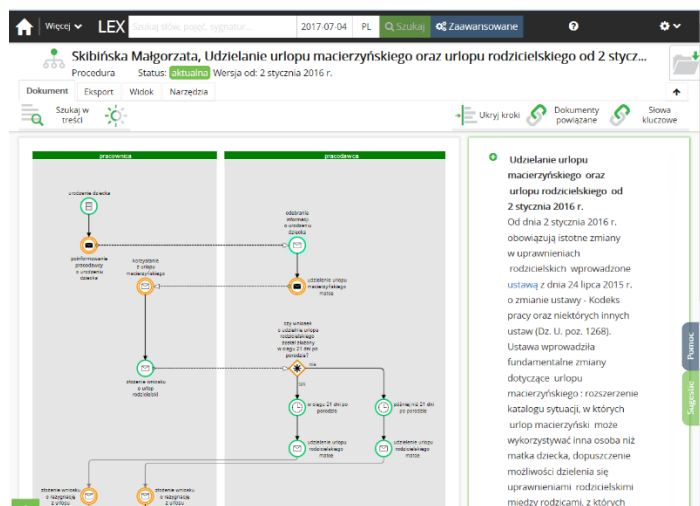 Więcej
LEX
Szukaj słów, pojęć, sygnatur...
2017-07-04
PL
Szukaj
Zaawansowane
Skibińska Małgorzata, Udzielanie urlopu macierzyńskiego oraz urlopu rodzicielskiego od 2 stycz...
Procedura Status: aktualna Wersja od: 2 stycznia 2016 r.
Dokument Eksport Widok Narzędzia
Szukaj w
treści
Ukryj kroki
Dokumenty
powiązane
Słowa
kluczowe
pracownica
pracodawca
urodzenie dziecka
poinformowanie
pracodawcy
o urodzeniu
dziecka
odebranie
informacji
o urodzeniu
dziecka
korzystanie
z urlopu
macierzyńskiego
udzielenie urlopu
macierzyńskiego
matce
czy wniosek
o udzielnie urlopu
rodzicielskiego
został złożony
w ciągu 21 dni po
porodzie?
nie
tak
złożenie wniosku
o urlop
rodzicielski
w ciągu 21 dni po
porodzie
później niż 21 dni
po porodzie
udzielenie urlopu
rodzicielskiego
matce
udzielenie urlopu
rodzicielskiego
matce
złożenie wniosku
o rezygnację
z urlopu
złożenie wniosku
o rezygnację
z urlopu
Udzielanie urlopu
macierzyńskiego oraz
urlopu rodzicielskiego od
2 stycznia 2016 r.
Od dnia 2 stycznia 2016 r.
obowiązują istotne zmiany
w uprawnieniach
rodzicielskich wprowadzone
ustawą z dnia 24 lipca 2015 r.
o zmianie ustawy - Kodeks
pracy oraz niektórych innych
ustaw (Dz. U. poz. 1268).
Ustawa wprowadziła
fundamentalne zmiany
dotyczące urlopu
macierzyńskiego : rozszerzenie
katalogu sytuacji, w których
urlop macierzyński może
wykorzystywać inna osoba niż
matka dziecka, dopuszczenie
możliwości dzielenia się
uprawnieniami rodzicielskimi
między rodzicami, z których
Pomoc
Sugestie